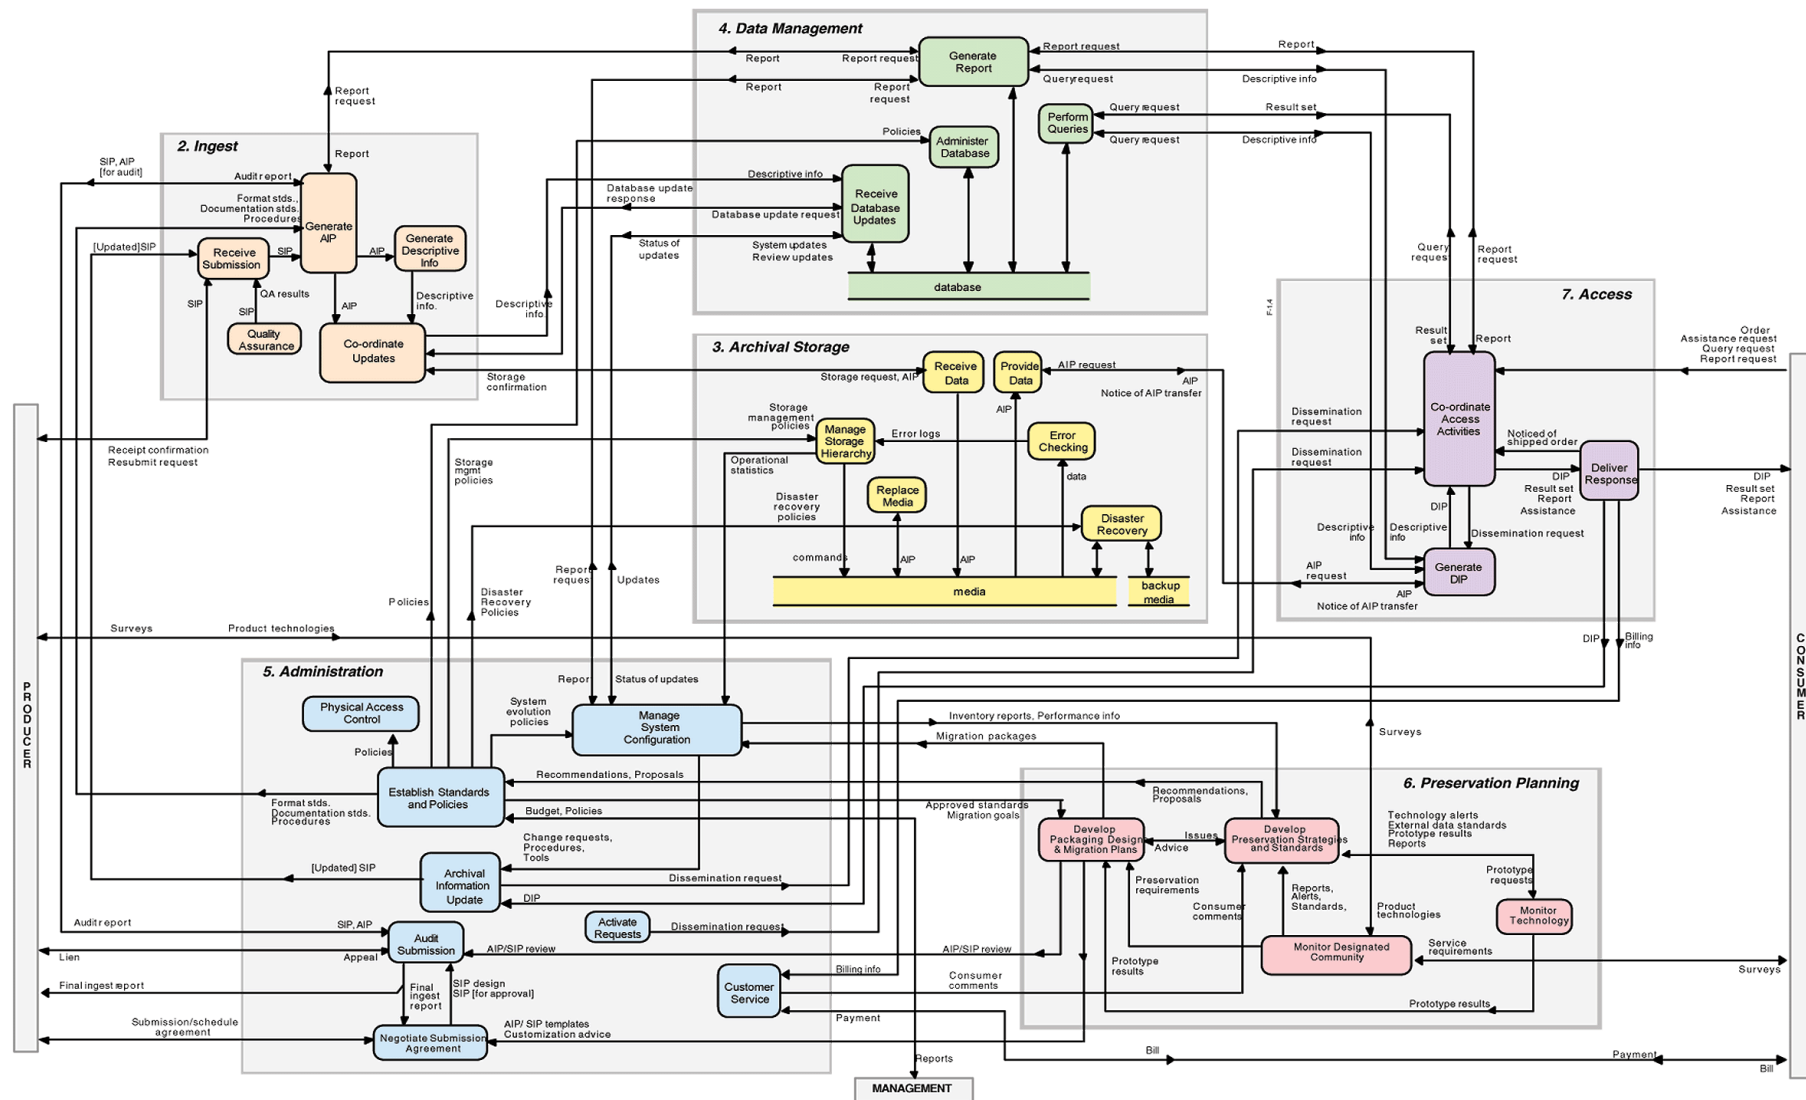 4. Data Management
Generate
Report
Report request
Report
Report
Report request
Queryrequest
Descriptive info
Report
Report
request
Report
request
Perform
Queries
Query request
Result set
Query request
Descriptive info
Policies
Administer
Database
Descriptive info
Database update
response
Database update request
Receive
Database
Updates
Status of
updates
System updates
Review updates
database
2. Ingest
Report
SIP, AIP
[for audit]
Audit report
Format stds.,
Documentation stds.
Procedures
Generate
AIP
[Updated]SIP
Receive
Submission
SIP
AIP
Generate
Descriptive
Info
SIP
QA results
SIP
AIP
Descriptive
info.
Descriptive
info.
Quality
Assurance
Co-ordinate
Updates
Storage
confirmation
Receipt confirmation
Resubmit request
3. Archival Storage
Storage request, AIP
Receive
Data
Provide
Data
AIP request
AIP
Notice of AIP transfer
AIP
Storage
management
policies
Manage
Storage
Hierarchy
Error logs
Error
Checking
data
Operational
statistics
Storage
mgmt
policies
Replace
Media
Disaster
recovery
policies
Disaster
Recovery
commands
AIP
AIP
media
backup
media
7. Access
F-1.4
Query
request
Report
request
Result
set
Report
Order
Assistance request
Query request
Report request
Co-ordinate
Access
Activities
Dissemination
request
Dissemination
request
Noticed of
shipped order
Deliver
Response
DIP
Result set
Report
Assistance
DIP
Result set
Report
Assistance
DIP
Descriptive
info
Descriptive
info
Dissemination request
Generate
DIP
AIP
request
AIP
Notice of AIP transfer
DIP
Billing
info
Report
request
Updates
Policies
Disaster
Recovery
Policies
Surveys
Product technologies
PRODUCER
CONSUMER
5. Administration
Physical Access
Control
Policies
System
evolution
policies
Repor
Status of updates
Manage
System
Configuration
Inventory reports, Performance info
Migration packages
Surveys
Establish Standards
and Policies
Recommendations, Proposals
Recommendations,
Proposals
Format stds.
Documentation stds.
Procedures
Budget, Policies
Approved standards
Migration goals
Change requests,
Procedures,
Tools
[Updated] SIP
Archival
Information
Update
Dissemination request
DIP
Activate
Requests
Dissemination request
Audit report
SIP, AIP
Audit
Submission
Lien
Appeal
AIP/SIP review
AIP/SIP review
Final ingest report
Final
ingest
report
SIP design
SIP [for approval]
Customer
Service
Billing info
Consumer
comments
Payment
Submission/schedule
agreement
Negotiate Submission
Agreement
AIP/ SIP templates
Customization advice
Reports
MANAGEMENT
Bill
Payment
Bill
6. Preservation Planning
Develop
Packaging Design
& Migration Plans
Issues
Advice
Develop
Preservation Strategies
and Standards
Technology alerts
External data standards
Prototype results
Reports
Prototype
requests
Preservation
requirements
Consumer
comments
Reports,
Alerts,
Standards,
Product
technologies
Monitor
Technology
Monitor Designated
Community
Service
requirements
Surveys
Prototype
results
Prototype results